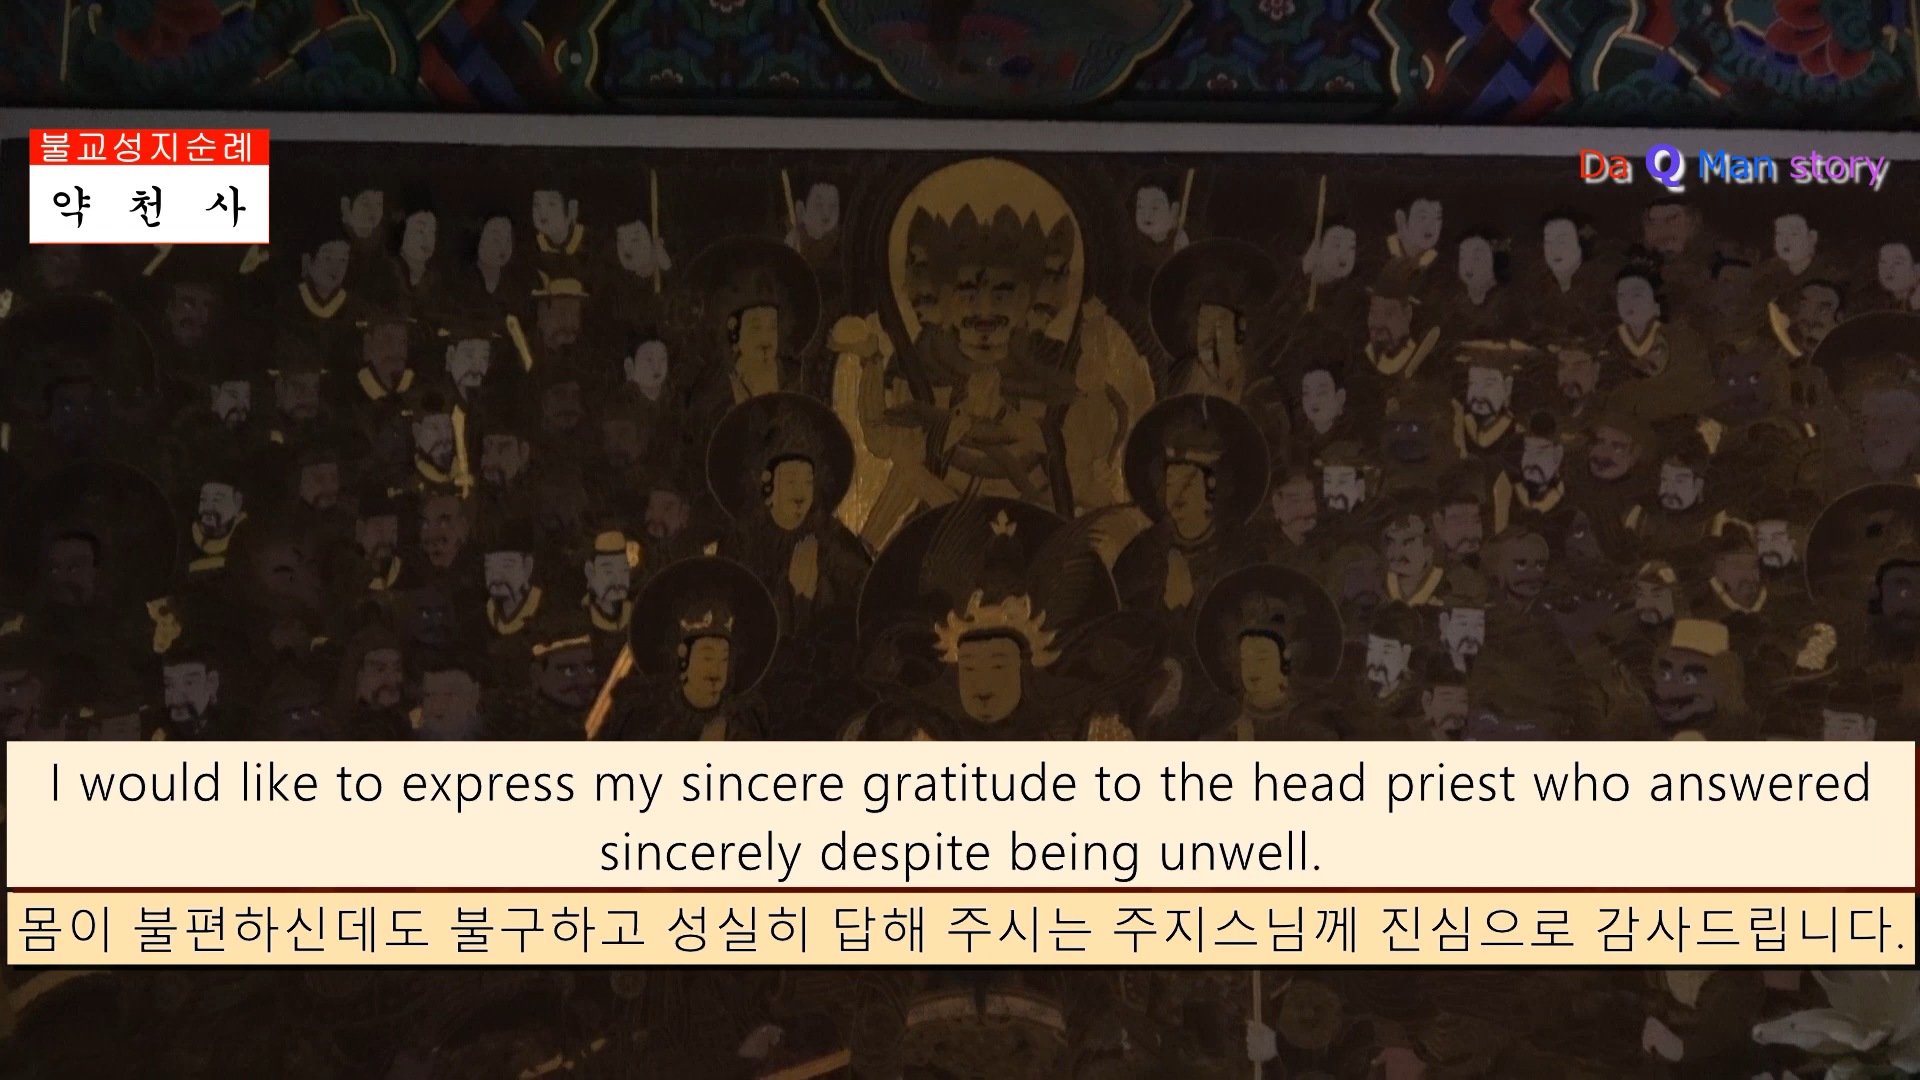 불교성지순례
약 천 사
Da Q Man story
I would like to express my sincere gratitude to the head priest who answered
sincerely despite being unwell.
몸이 불편하신데도 불구하고 성실히 답해 주시는 주지스님께 진심으로 감사드립니다.